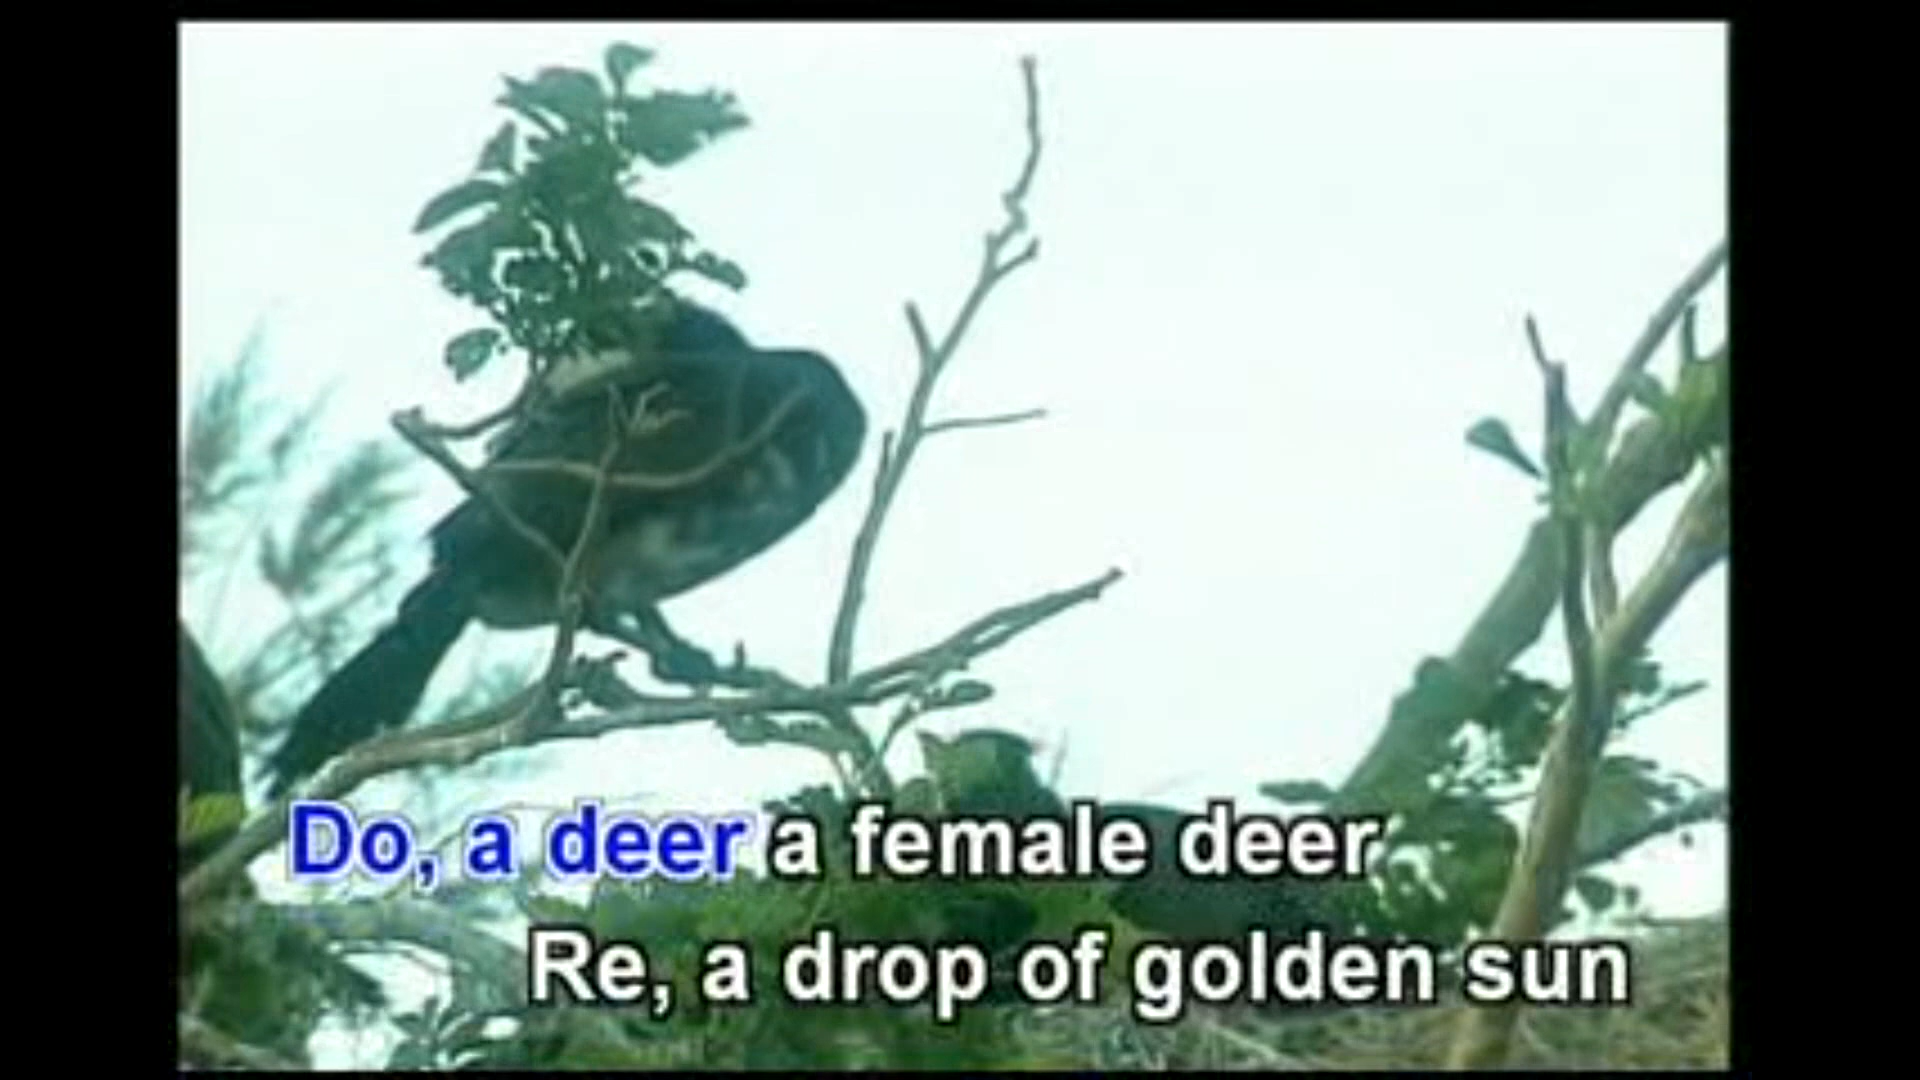 Do, a deer a female deer
Re, a drop of golden sun